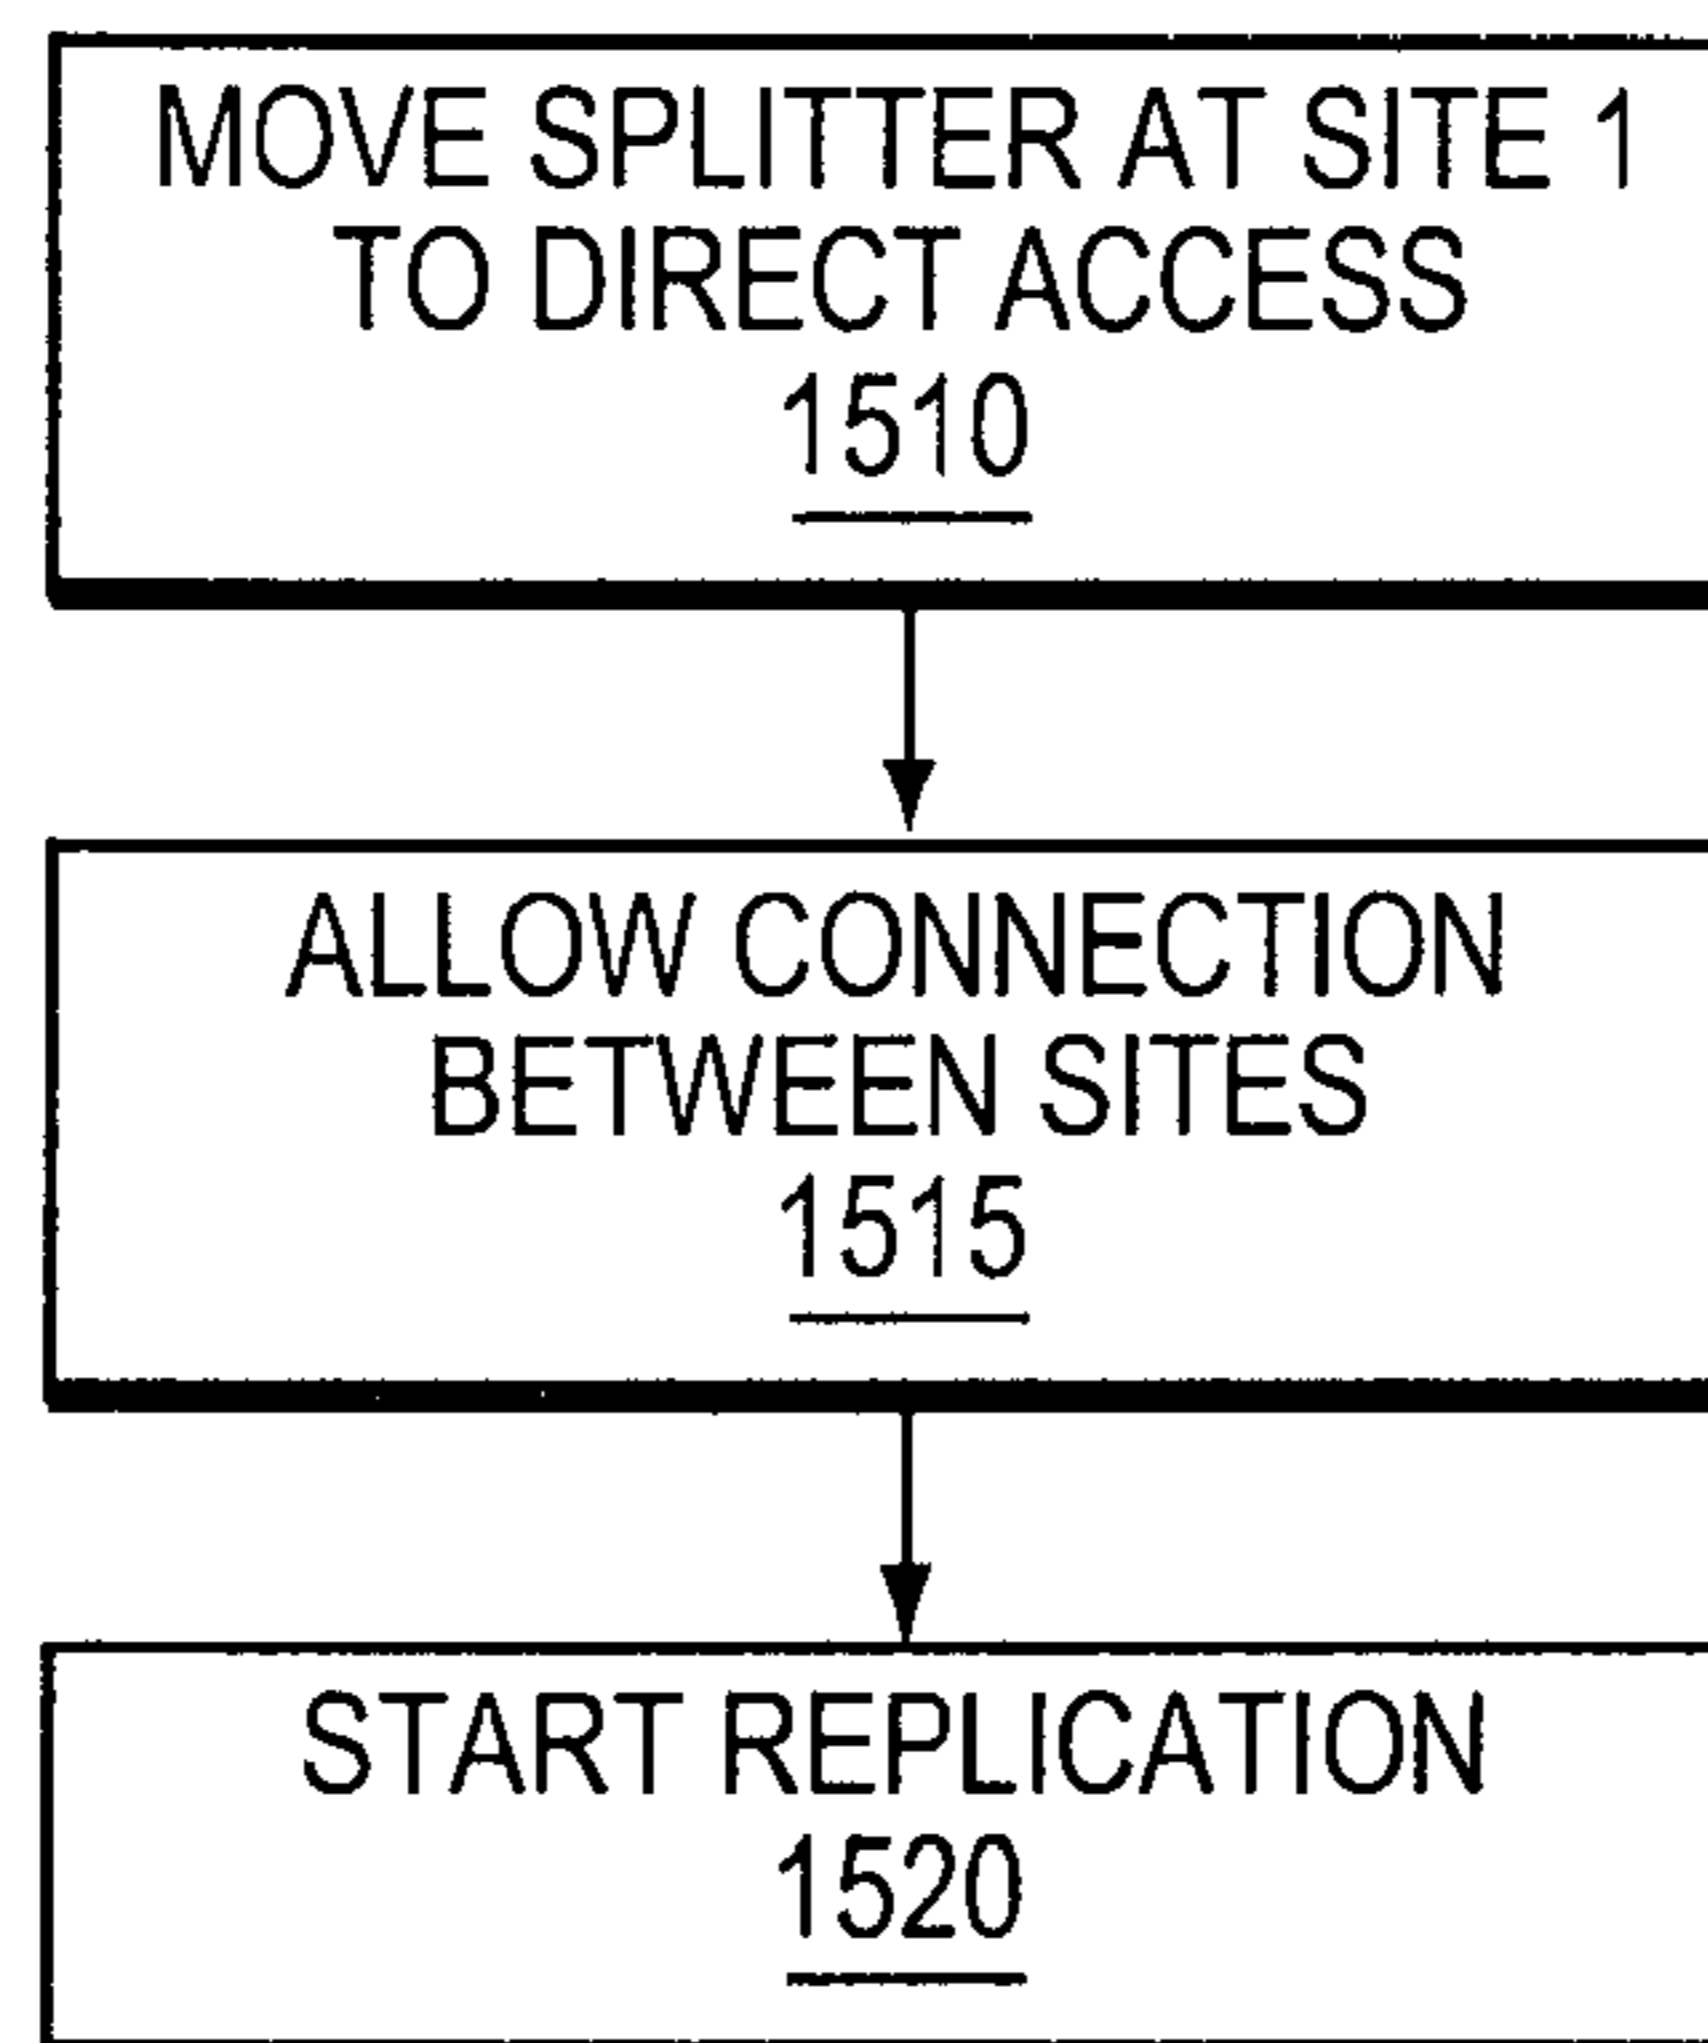 MOVE SPLITTER AT SITE 1
TO DIRECT ACCESS
1510
ALLOW CONNECTION
BETWEEN SITES
1515
START REPLICATION
1520